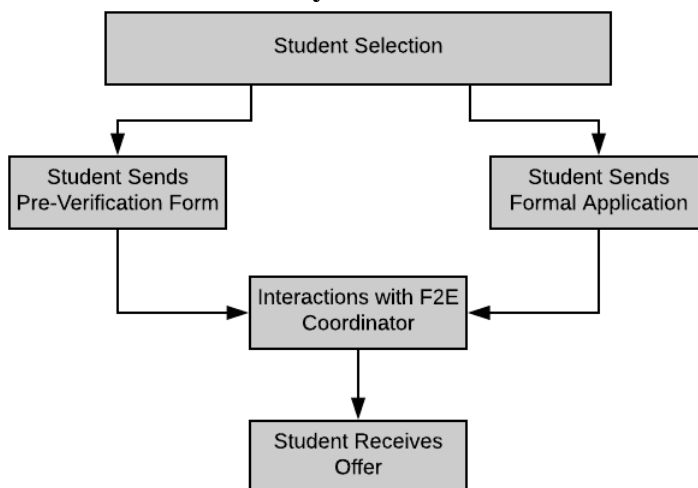 Student Selection
Student Sends
Pre-Verification Form
Student Sends
Formal Application
Interactions with F2E
Coordinator
Student Receives
Offer